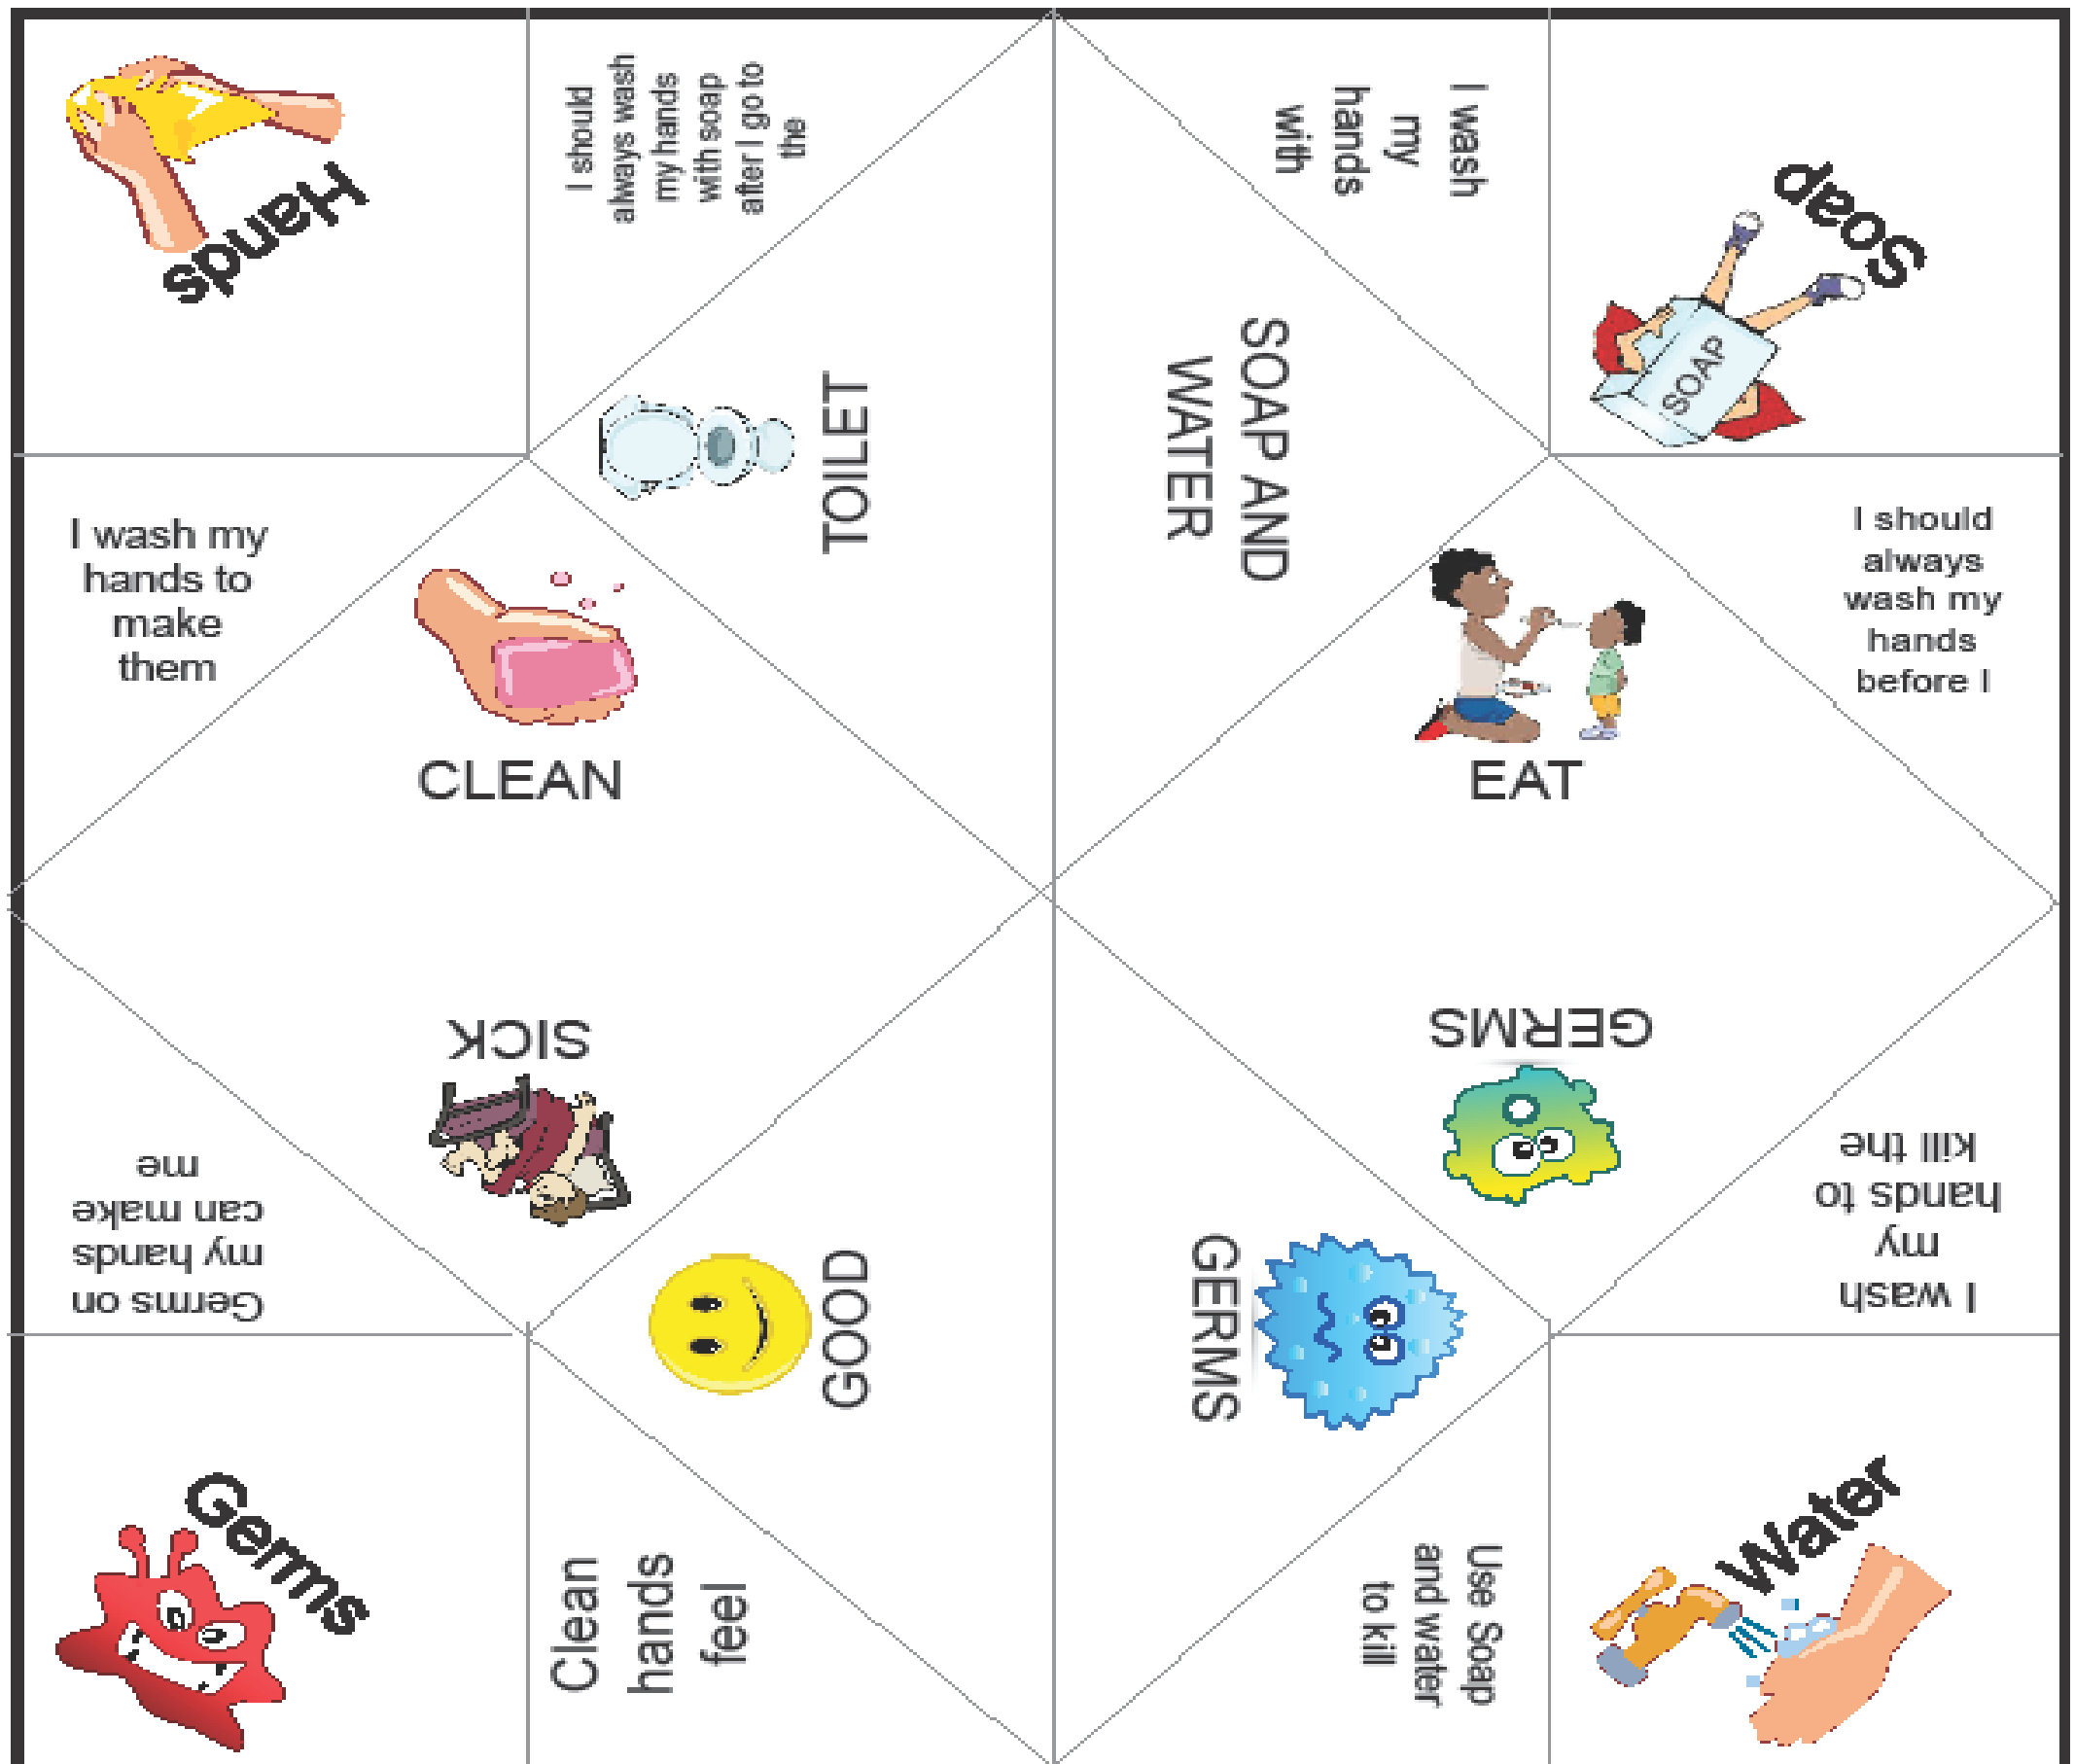 Hands
I should
always wash
my hands
with soap
after I go to
the
TOILET
I wash
my
hands
with
SOAP AND
WATER
Soap
SOAP
I wash my
hands to
make
them
CLEAN
I should
always
wash my
hands
before I
EAT
Germs on
my hands
can make
me
SICK
I wash
my
hands to
kill the
GERMS
Germs
Clean
hands
feel
GOOD
Use Soap
and water
to kill
GERMS
Water